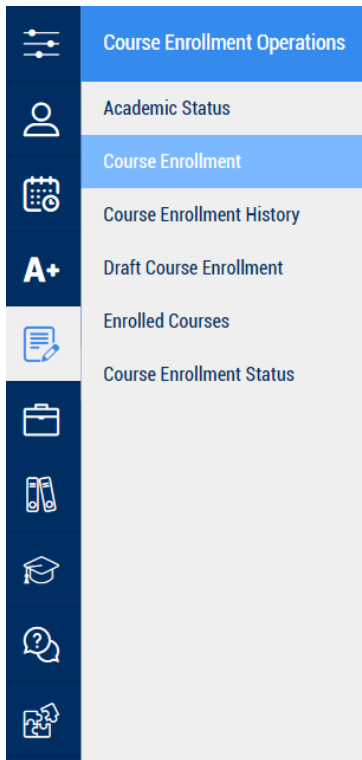 Course Enrollment Operations
Academic Status
Course Enrollment
Course Enrollment History
A+
Draft Course Enrollment
Enrolled Courses
Course Enrollment Status
?